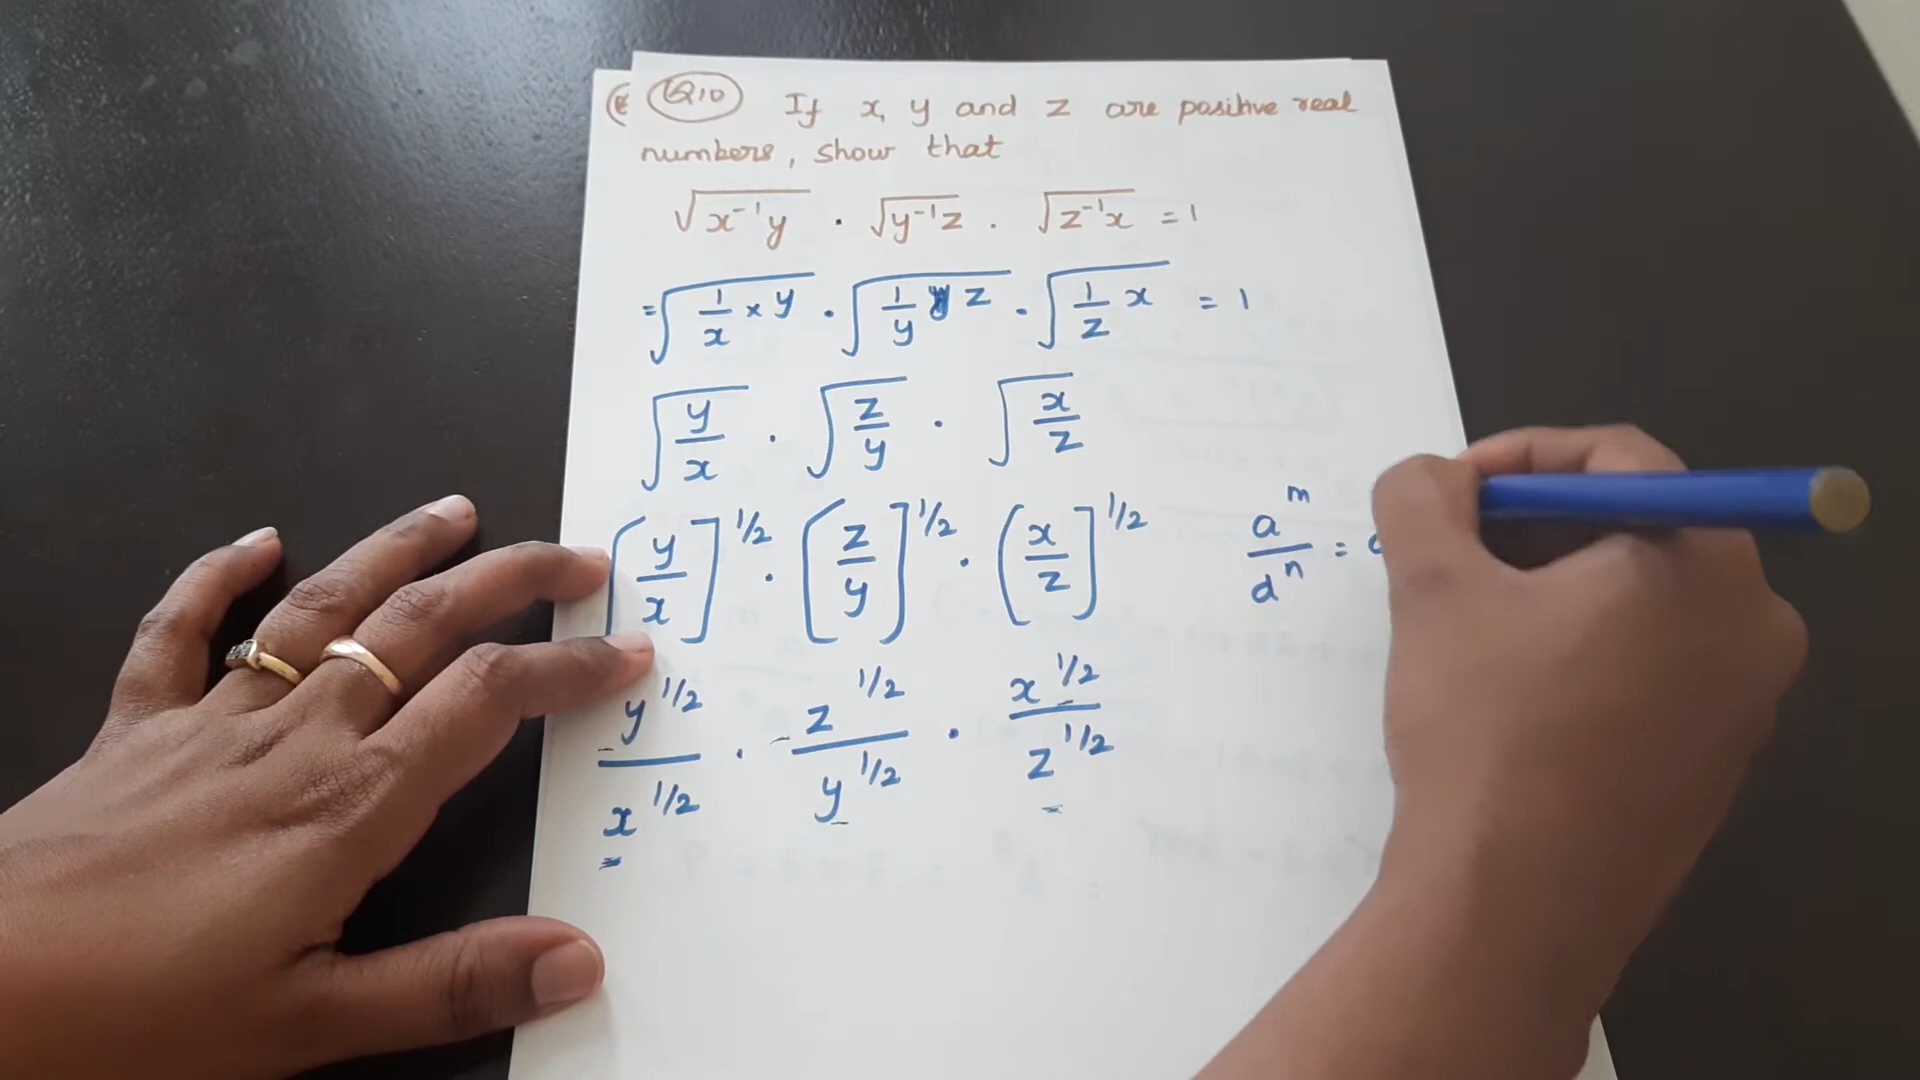 Q10 If x, y and z are positive real
numbers, show that
√(x⁻¹y) · √(y⁻¹z) . √(z⁻¹x) = 1
= √(1/x × y) · √(1/y z) · √(1/z x) = 1
√(y/x) · √(z/y) · √(x/z)
[y/x]^1/2 · [z/y]^1/2 · (x/z]^1/2
a^m/a^n =
y^1/2/x^1/2 · z^1/2/y^1/2 · x^1/2/z^1/2